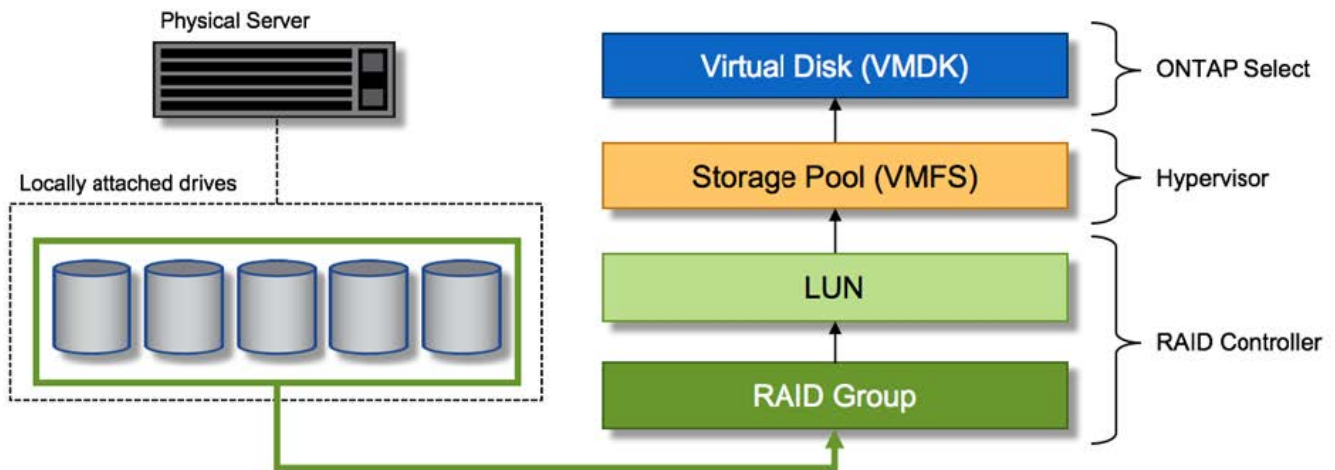 Physical Server
Locally attached drives
Virtual Disk (VMDK)
ONTAP Select
Storage Pool (VMFS)
Hypervisor
LUN
RAID Controller
RAID Group